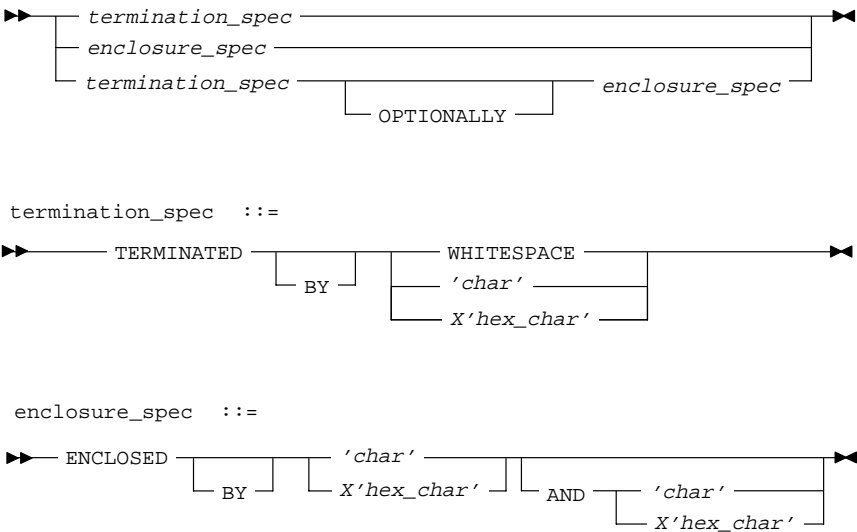 termination_spec
enclosure_spec
termination_spec enclosure_spec
OPTIONALLY
termination_spec ::=
TERMINATED WHITESPACE
BY 'char'
X'hex_char'
enclosure_spec ::=
ENCLOSED 'char'
BY X'hex_char' AND 'char'
X'hex_char'